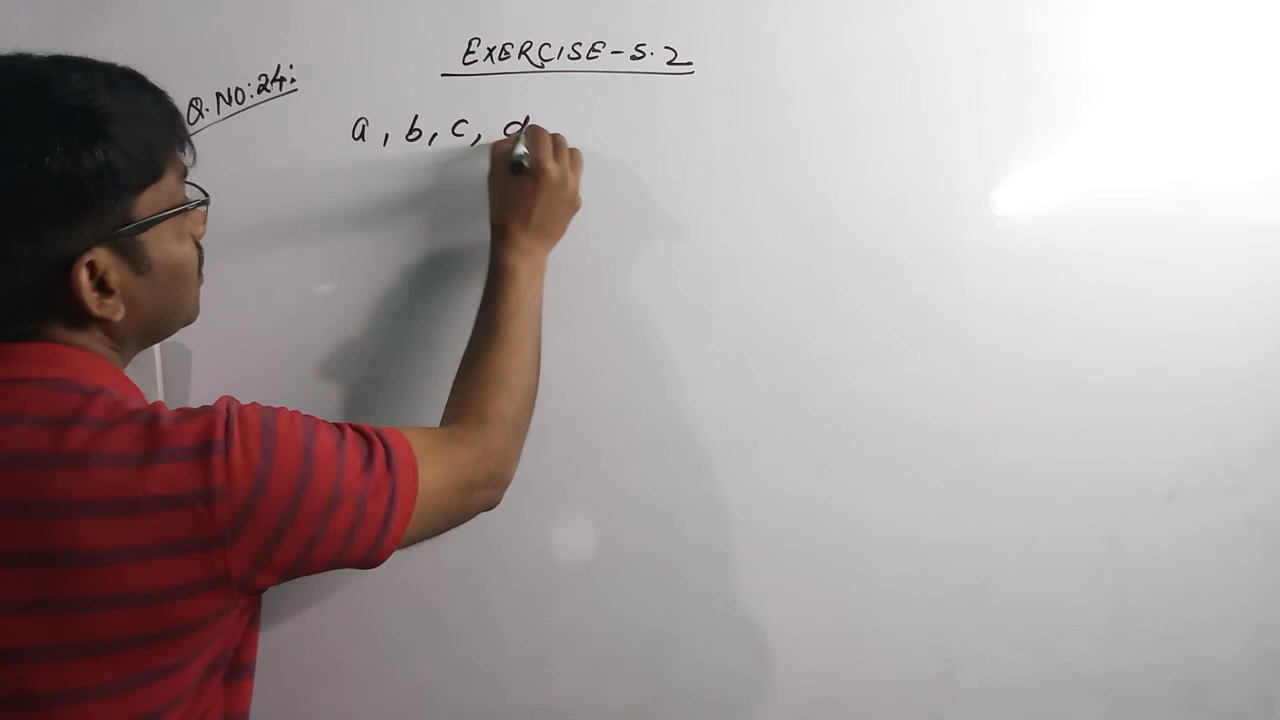 EXERCISE-5.2
Q.NO:24:
a, b, c, d